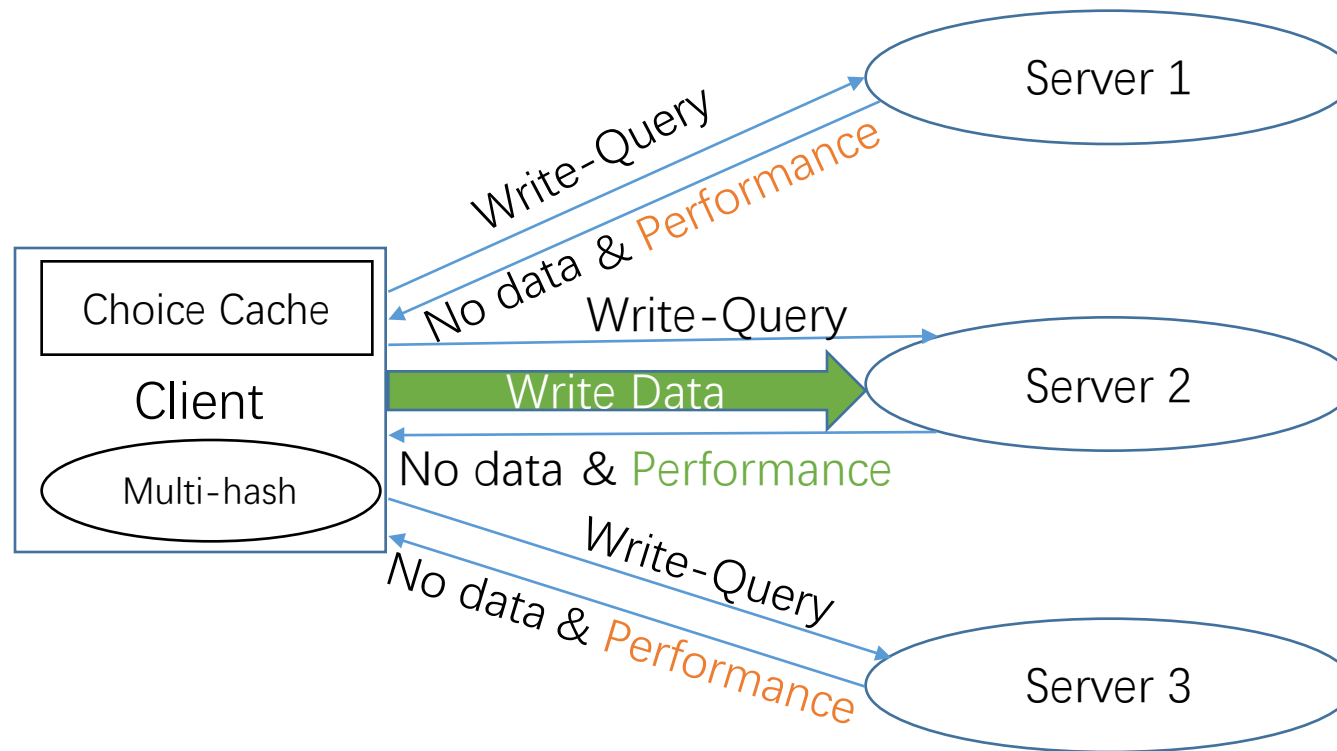 Server 1
Write-Query
No data & Performance
Choice Cache
Client
Multi-hash
Write-Query
Write Data
No data & Performance
Server 2
Write-Query
No data & Performance
Server 3